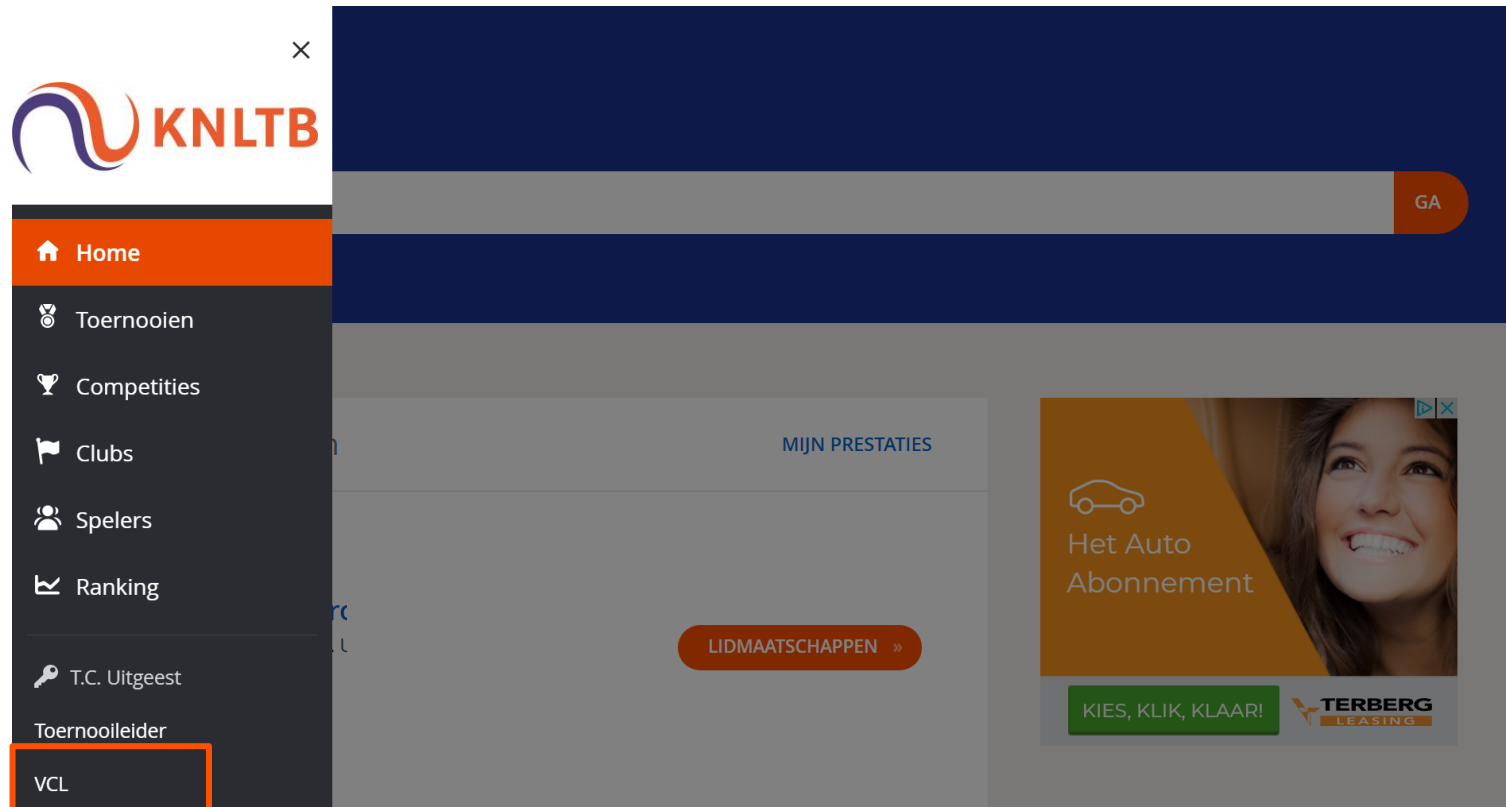 KNLTB
GA
Home
Toernooien
Competities
Clubs
Spelers
Ranking
T.C. Uitgeest
Toernooileider
VCL
MIJN PRESTATIES
LIDMAATSCHAPPEN »
Het Auto
Abonnement
KIES, KLIK, KLAAR!
TERBERG
LEASING